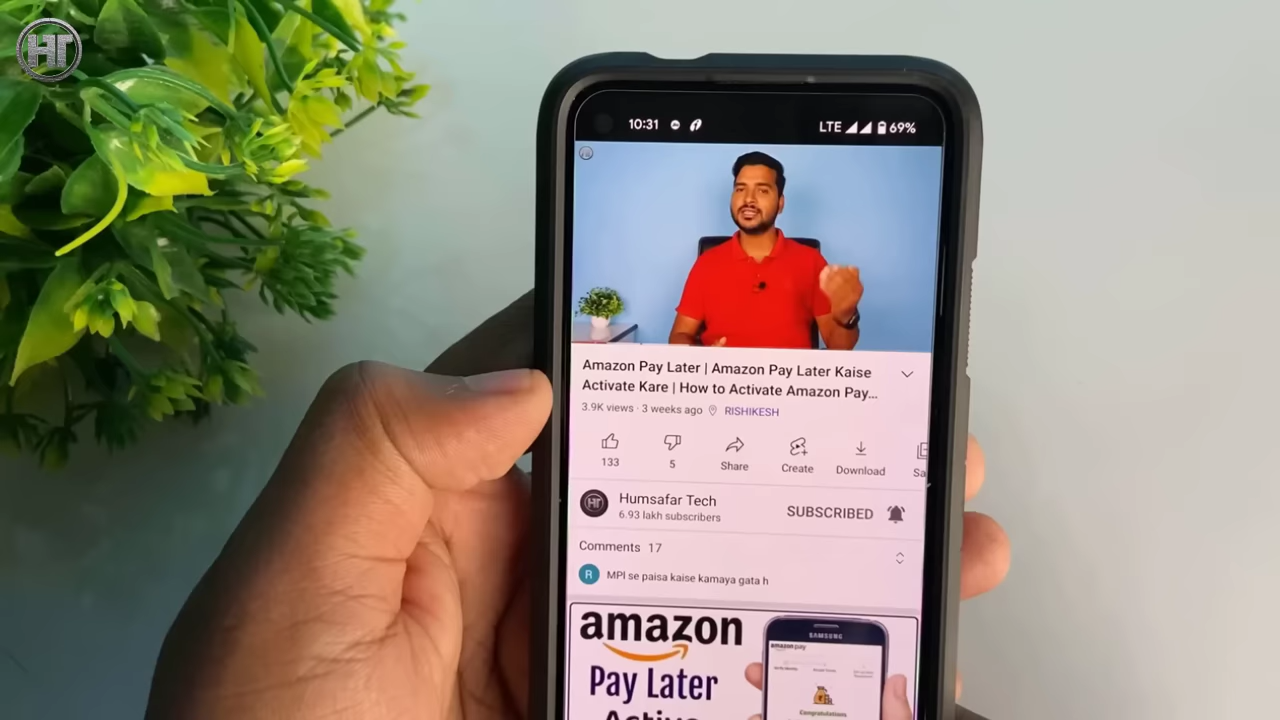 HT
10:31
LTE 69%
Amazon Pay Later | Amazon Pay Later Kaise
Activate Kare | How to Activate Amazon Pay...
3.9K views · 3 weeks ago RISHIKESH
133
5
Share
Create
Download
Sa
HT
Humsafar Tech
6.93 lakh subscribers
SUBSCRIBED
Comments 17
R
MPI se paisa kaise kamaya gata h
amazon
Pay Later
SAMSUNG
amazon pay
Congratulations